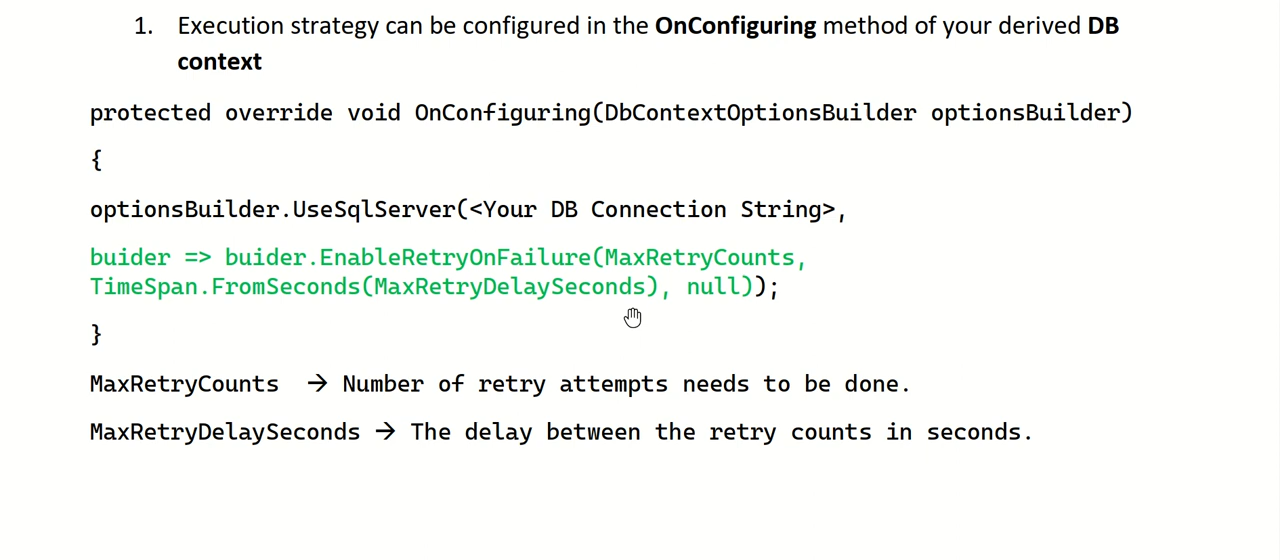 1. Execution strategy can be configured in the OnConfiguring method of your derived DB
context
protected override void OnConfiguring(DbContextOptionsBuilder optionsBuilder)
{
optionsBuilder.UseSqlServer(<Your DB Connection String>,
buider => buider.EnableRetryOnFailure(MaxRetryCounts,
TimeSpan.FromSeconds(MaxRetryDelaySeconds), null));
}
MaxRetryCounts → Number of retry attempts needs to be done.
MaxRetryDelaySeconds → The delay between the retry counts in seconds.